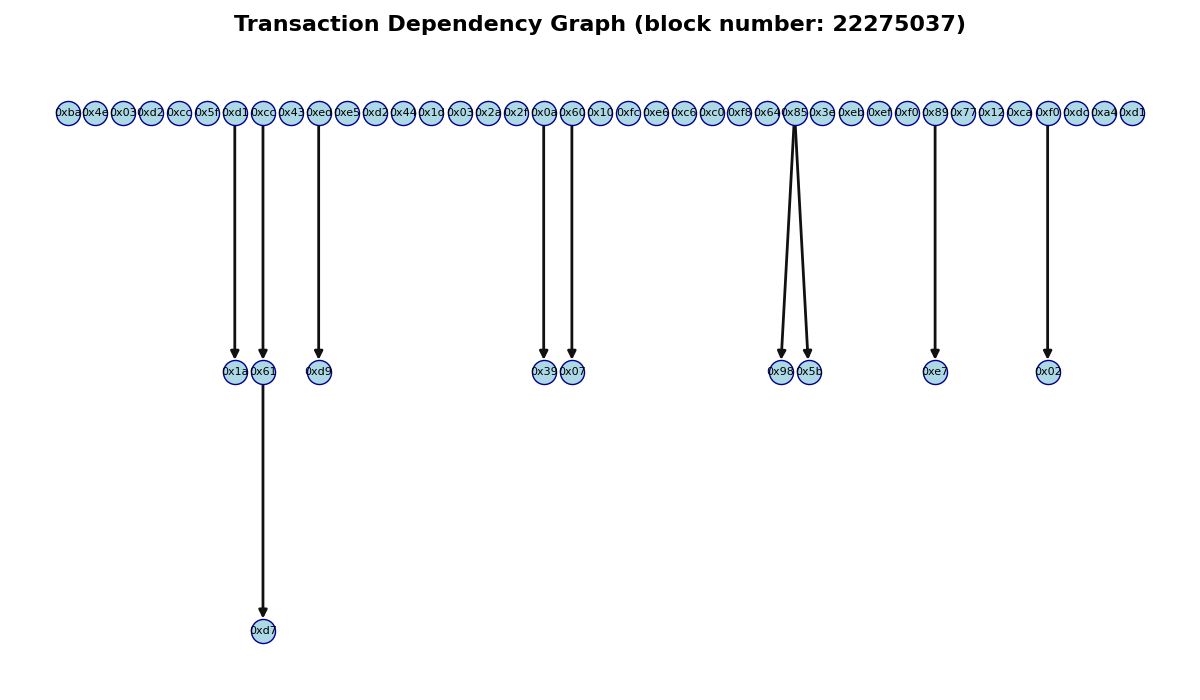 Transaction Dependency Graph (block number: 22275037)
0xba 0x4e 0x03 0xd2 0xcc 0x5f 0xd1 0xcc 0x43 0xed 0xe5 0xd2 0x44 0x1d 0x03 0x2a 0x2f 0x0a 0x60 0x10 0xfc 0xe6 0xc6 0xc0 0xf8 0x64 0x85 0x3e 0xeb 0xef 0xf0 0x89 0x77 0x12 0xca 0xf0 0xdc 0xa4 0xd1
0x1a 0x61 0xd9 0x39 0x07 0x98 0x5b 0xe7 0x02
0xd7